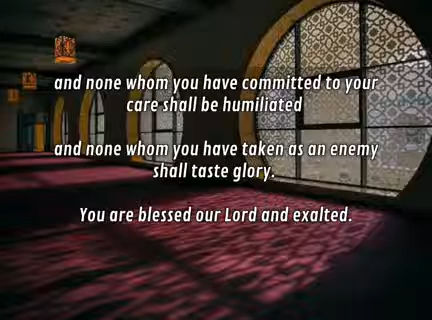 and none whom you have committed to your
care shall be humiliated
and none whom you have taken as an enemy
shall taste glory.
You are blessed our Lord and exalted.